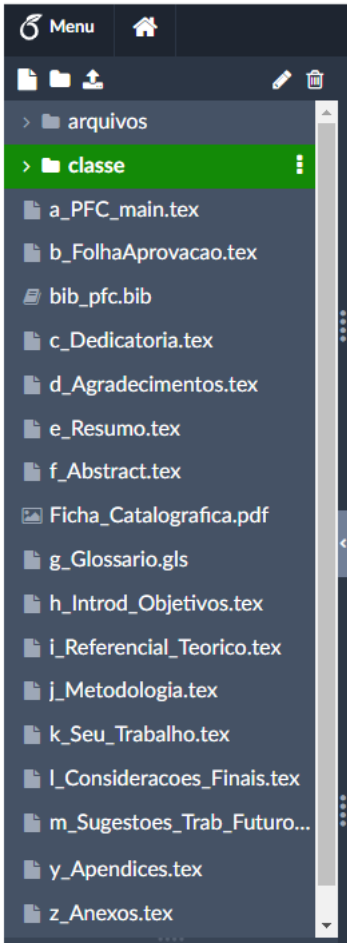 Menu
arquivos
classe
a_PFC_main.tex
b_FolhaAprovacao.tex
bib_pfc.bib
c_Dedicatoria.tex
d_Agradecimentos.tex
e_Resumo.tex
f_Abstract.tex
Ficha_Catalografica.pdf
g_Glossario.gls
h_Introd_Objetivos.tex
i_Referencial_Teorico.tex
j_Metodologia.tex
k_Seu_Trabalho.tex
l_Consideracoes_Finais.tex
m_Sugestoes_Trab_Futuro...
y_Apendices.tex
z_Anexos.tex